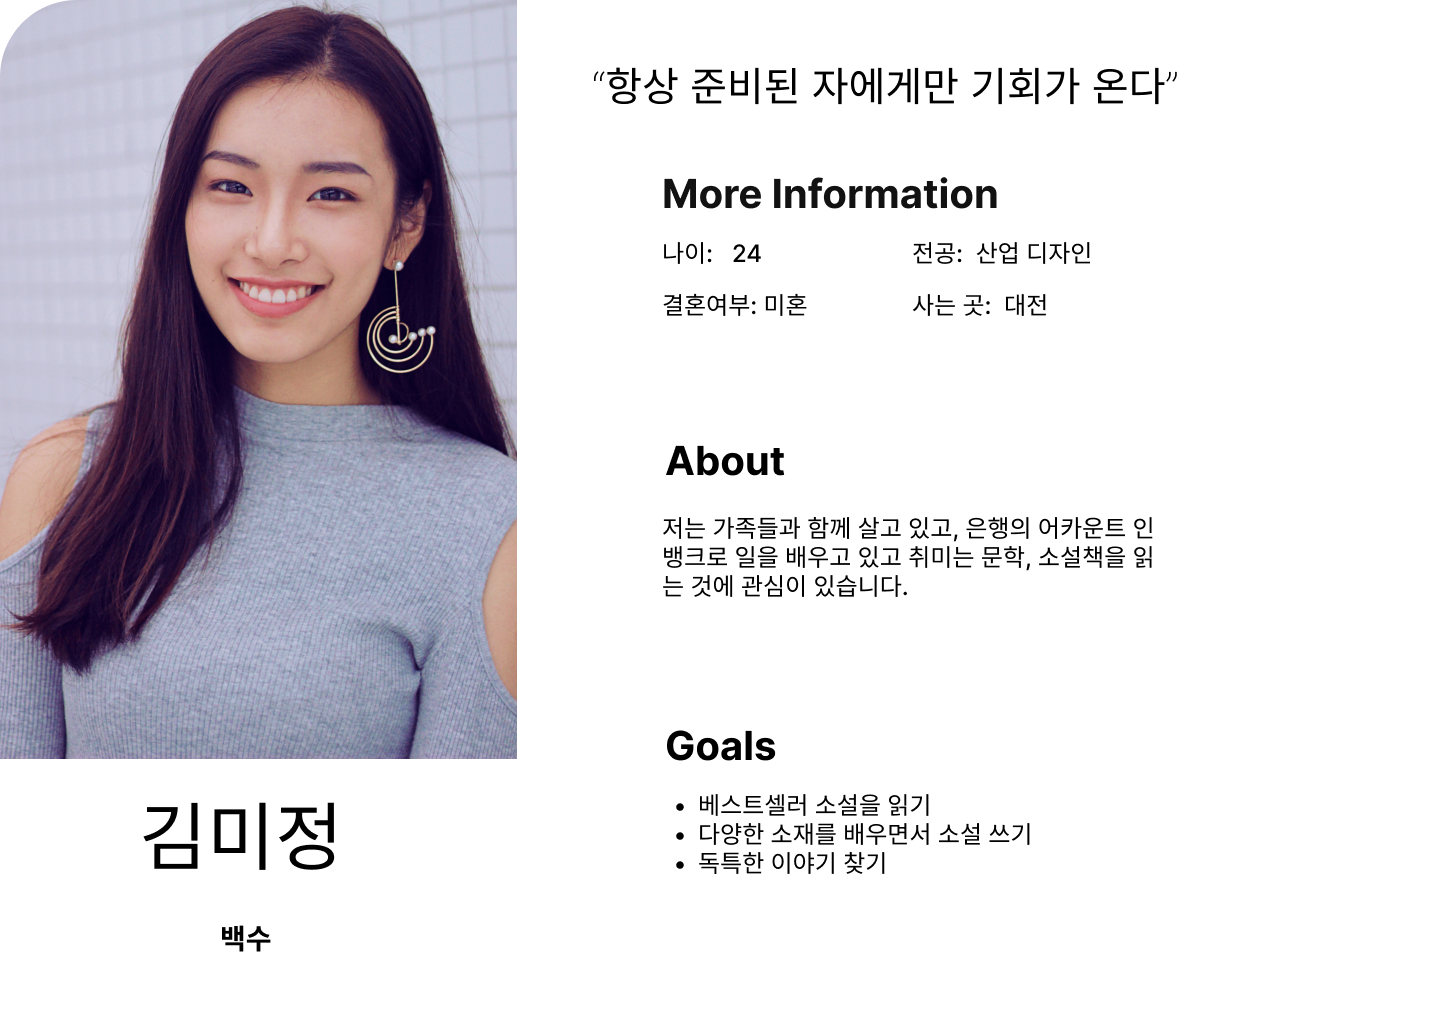 “항상 준비된 자에게만 기회가 온다”
More Information
나이: 24 전공: 산업 디자인
결혼여부: 미혼 사는 곳: 대전
About
저는 가족들과 함께 살고 있고, 은행의 어카운트 인
뱅크로 일을 배우고 있고 취미는 문학, 소설책을 읽
는 것에 관심이 있습니다.
Goals
• 베스트셀러 소설을 읽기
• 다양한 소재를 배우면서 소설 쓰기
• 독특한 이야기 찾기
김미정
백수